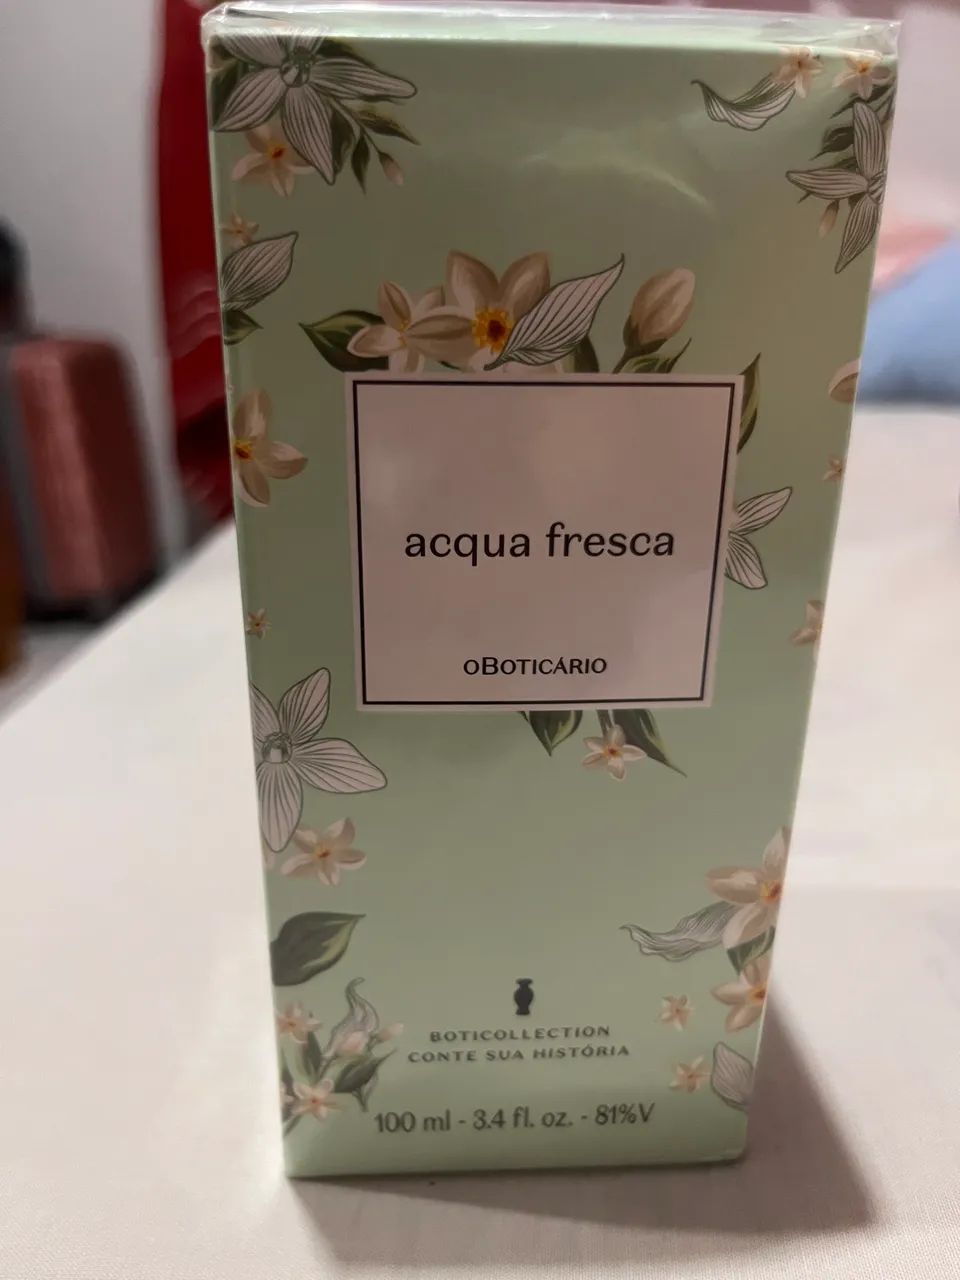 acqua fresca
oBOTICÁRIO
BOTICOLLECTION
CONTE SUA HISTÓRIA
100 ml - 3.4 fl. oz. - 81%V